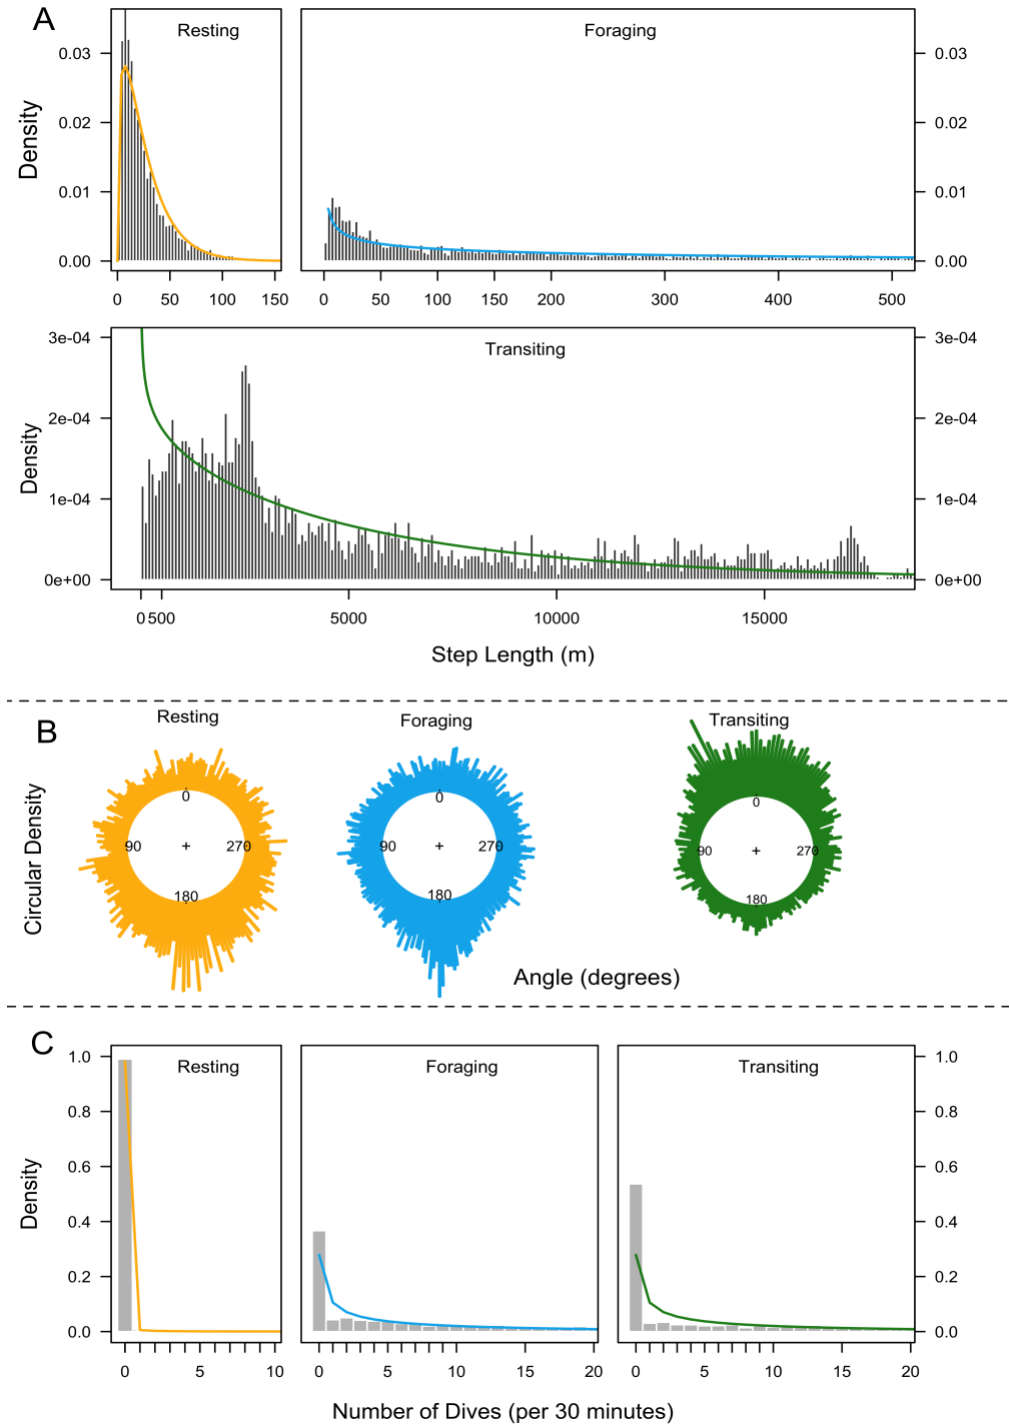 A
Resting
Foraging
Density
0.03
0.02
0.01
0.00
0.03
0.02
0.01
0.00
0 50 100 150
0 50 100 150 200 300 400 500
Transiting
Density
3e-04
2e-04
1e-04
0e+00
3e-04
2e-04
1e-04
0e+00
0 500 5000 10000 15000
Step Length (m)
B
Resting
Foraging
Transiting
Circular Density
0
90 + 270
180
0
90 + 270
180
0
90 + 270
180
Angle (degrees)
C
Resting
Foraging
Transiting
Density
1.0
0.8
0.6
0.4
0.2
0.0
1.0
0.8
0.6
0.4
0.2
0.0
0 5 10
0 5 10 15 20
0 5 10 15 20
Number of Dives (per 30 minutes)